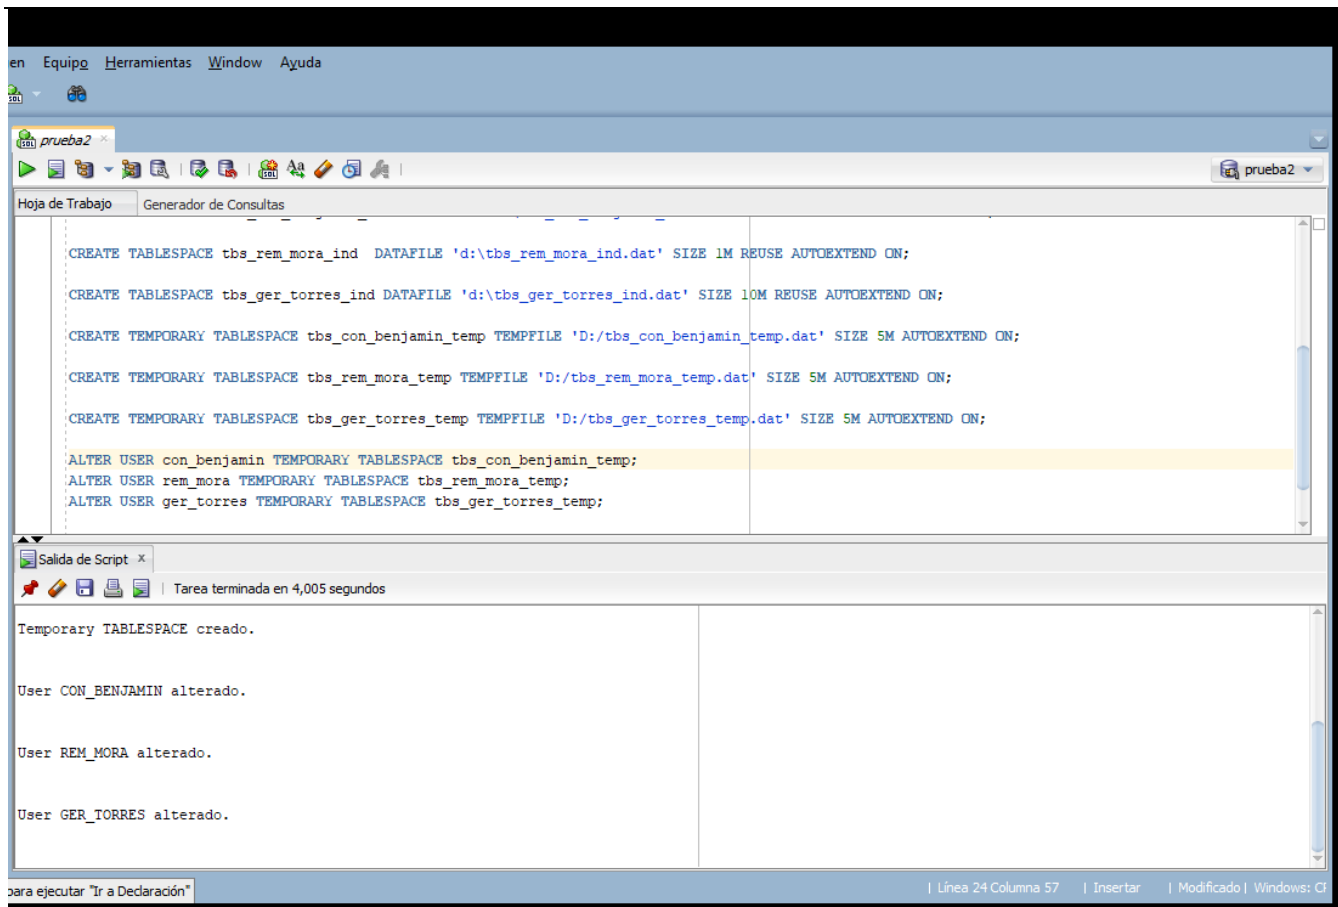 en Equipo Herramientas Window Ayuda
SQL
SQL prueba2
SQL
prueba2
Hoja de Trabajo Generador de Consultas
CREATE TABLESPACE tbs_rem_mora_ind  DATAFILE 'd:\tbs_rem_mora_ind.dat' SIZE 1M REUSE AUTOEXTEND ON;
CREATE TABLESPACE tbs_ger_torres_ind DATAFILE 'd:\tbs_ger_torres_ind.dat' SIZE 10M REUSE AUTOEXTEND ON;
CREATE TEMPORARY TABLESPACE tbs_con_benjamin_temp TEMPFILE 'D:/tbs_con_benjamin_temp.dat' SIZE 5M AUTOEXTEND ON;
CREATE TEMPORARY TABLESPACE tbs_rem_mora_temp TEMPFILE 'D:/tbs_rem_mora_temp.dat' SIZE 5M AUTOEXTEND ON;
CREATE TEMPORARY TABLESPACE tbs_ger_torres_temp TEMPFILE 'D:/tbs_ger_torres_temp.dat' SIZE 5M AUTOEXTEND ON;
ALTER USER con_benjamin TEMPORARY TABLESPACE tbs_con_benjamin_temp;
ALTER USER rem_mora TEMPORARY TABLESPACE tbs_rem_mora_temp;
ALTER USER ger_torres TEMPORARY TABLESPACE tbs_ger_torres_temp;
Salida de Script x
Tarea terminada en 4,005 segundos
Temporary TABLESPACE creado.
User CON_BENJAMIN alterado.
User REM_MORA alterado.
User GER_TORRES alterado.
para ejecutar "Ir a Declaración" | Línea 24 Columna 57 | Insertar | Modificado | Windows: